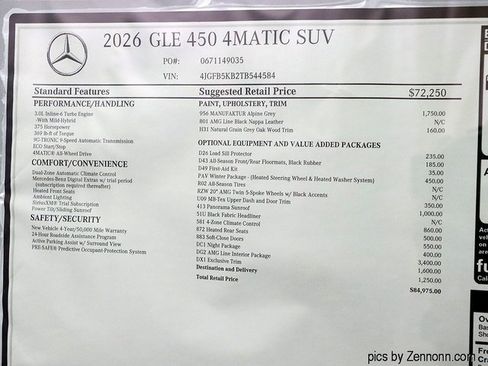 2026 GLE 450 4MATIC SUV
PO#: 0671149035
VIN: 4JGFB5KB2TB544584
Standard Features
Suggested Retail Price $72,250
PERFORMANCE/HANDLING
3.0L Inline-6 Turbo Engine
-With Mild Hybrid
375 Horsepower
369 lb-ft of Torque
9G-TRONIC 9-Speed Automatic Transmission
ECO Start/Stop
4MATIC® All-Wheel Drive
COMFORT/CONVENIENCE
Dual-Zone Automatic Climate Control
Mercedes-Benz Digital Extras w/ trial period
(subscription required thereafter)
Heated Front Seats
Ambient Lighting
SiriusXM® Trial Subscription
Power Tilt/Sliding Sunroof
SAFETY/SECURITY
New Vehicle 4-Year/50,000 Mile Warranty
24-Hour Roadside Assistance Program
Active Parking Assist w/ Surround View
PRE-SAFE® Predictive Occupant-Protection System
PAINT, UPHOLSTERY, TRIM
956 MANUFAKTUR Alpine Grey 1,750.00
801 AMG Line Black Nappa Leather N/C
H31 Natural Grain Grey Oak Wood Trim 160.00
OPTIONAL EQUIPMENT AND VALUE ADDED PACKAGES
D26 Load Sill Protector 235.00
D43 All-Season Front/Rear Floormats, Black Rubber 185.00
D49 First Aid Kit 35.00
PAV Winter Package - (Heated Steering Wheel & Heated Washer System) 450.00
R02 All-Season Tires N/C
RZW 20" AMG Twin 5-Spoke Wheels w/ Black Accents N/C
U09 MB-Tex Upper Dash and Door Trim N/C
413 Panorama Sunroof 350.00
51U Black Fabric Headliner 1,000.00
581 4-Zone Climate Control N/C
872 Heated Rear Seats 860.00
883 Soft-Close Doors 500.00
DC1 Night Package 550.00
DG2 AMG Line Interior Package 400.00
DX1 Exclusive Trim 3,400.00
Destination and Delivery 1,600.00
1,250.00
Total Retail Price $84,975.00
pics by Zennonn.com